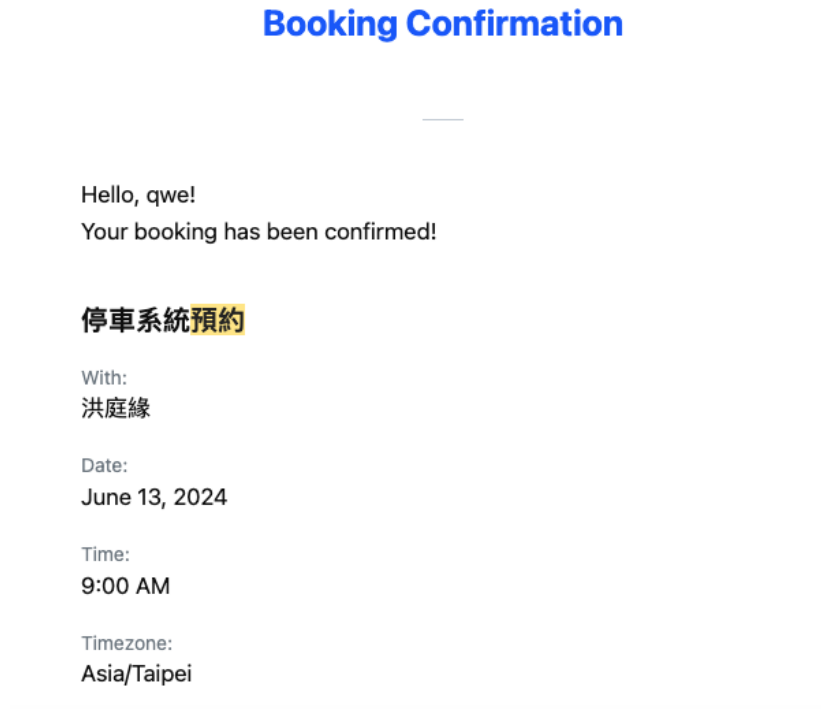 Booking Confirmation
Hello, qwe!
Your booking has been confirmed!
停車系統預約
With:
洪庭緣
Date:
June 13, 2024
Time:
9:00 AM
Timezone:
Asia/Taipei